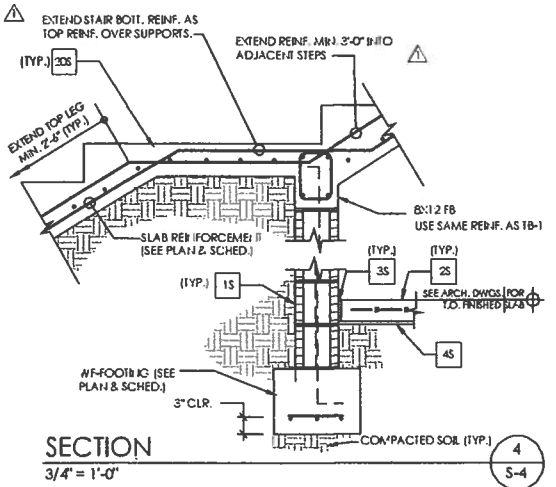 1
EXTEND STAIR BOTT. REINF. AS
TOP REINF. OVER SUPPORTS.
(TYP.) 30S
EXTEND REINF. MIN. 3'-0" INTO
ADJACENT STEPS
EXTEND TOP LEG
MIN. 2'-6" (TYP.)
SLAB REINFORCEMENT
(SEE PLAN & SCHED.)
8X12 FB
USE SAME REINF. AS TB-1
(TYP.) 1S
(TYP.) 3S
(TYP.) 2S
SEE ARCH. DWGS FOR
T.O. FINISHED SLAB
4S
WF-FOOTING (SEE
PLAN & SCHED.)
3" CLR.
COMPACTED SOIL (TYP.)
SECTION
3/4" = 1'-0"
4
S-4